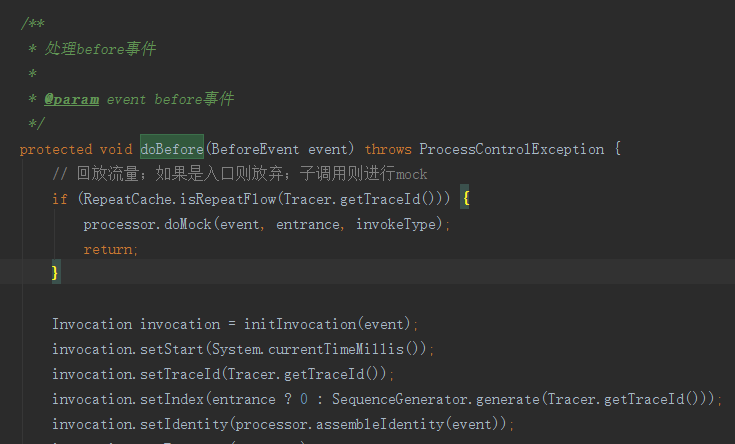 /**
 * 处理before事件
 *
 * @param event before事件
 */
protected void doBefore(BeforeEvent event) throws ProcessControlException {
// 回放流量；如果是入口则放弃；子调用则进行mock
if (RepeatCache.isRepeatFlow(Tracer.getTraceId())) {
processor.doMock(event, entrance, invokeType);
return;
}
Invocation invocation = initInvocation(event);
invocation.setStart(System.currentTimeMillis());
invocation.setTraceId(Tracer.getTraceId());
invocation.setIndex(entrance ? 0 : SequenceGenerator.generate(Tracer.getTraceId()));
invocation.setIdentity(processor.assembleIdentity(event));